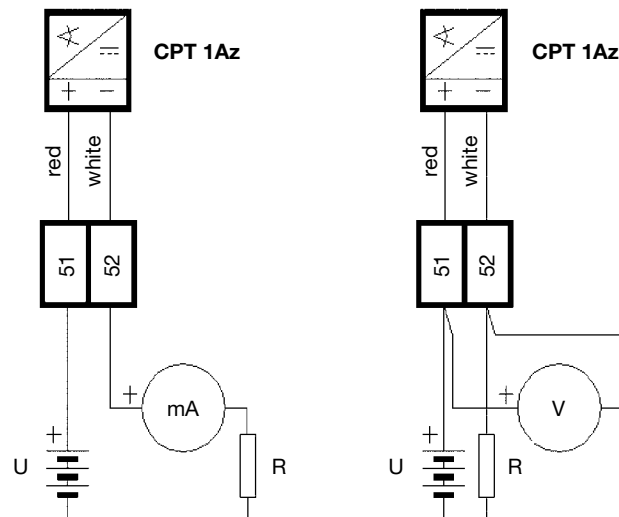 CPT 1Az
+ −
red
white
51
52
+
mA
+
U
R
CPT 1Az
+ −
red
white
51
52
+
V
+
U
R